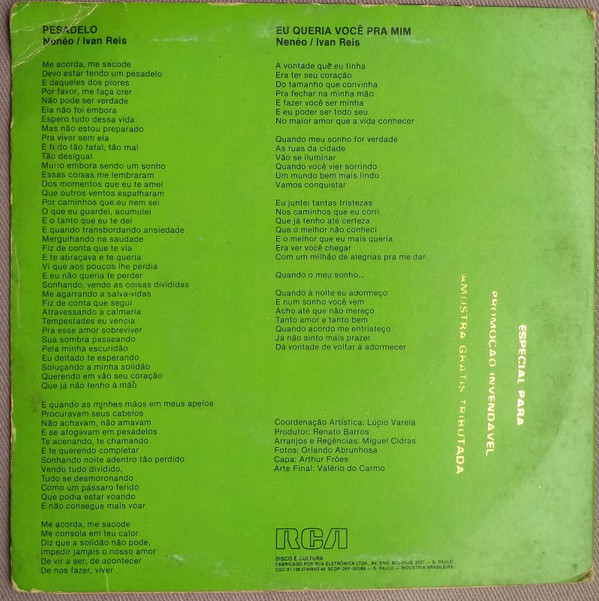 PESADELO
Nenéo / Ivan Reis
Me acorda, me sacode
Devo estar tendo um pesadelo
E daqueles dos piores
Por favor, me faça crer
Não pode ser verdade
Ela não foi embora
Espero tudo dessa vida
Mas não estou preparado
Pra viver sem ela
E tudo tão fatal, tão mal
Tão desigual
Muito embora sendo um sonho
Essas coisas me lembraram
Dos momentos que eu te amei
Que outros ventos espalharam
Por caminhos que eu nem sei
O que eu guardei, acumulei
E o tanto que eu te dei
E quando transbordando ansiedade
Mergulhando na saudade
Fiz de conta que te via
E te abraçava e te queria
Vi que aos poucos lhe perdia
E eu não queria te perder
Sonhando, vendo as coisas divididas
Me agarrando a salva-vidas
Fiz de conta que segui
Atravessando a calmaria
Tempestades eu vencia
Pra esse amor sobreviver
Sua sombra passeando
Pela minha escuridão
Eu deitado te esperando
Soluçando a minha solidão
Querendo em vão seu coração
Que já não tenho à mão
E quando as minhas mãos em meus apelos
Procuravam seus cabelos
Não achavam, não amavam
E se afogavam em pesadelos
Te acenando, te chamando
E te querendo completar
Sonhando noite adentro tão perdido
Vendo tudo dividido,
Tudo se desmoronando
Como um pássaro ferido
Que podia estar voando
E não consegue mais voar
Me acorda, me sacode
Me consola em teu calor
Diz que a solidão não pode,
Impedir jamais o nosso amor
De vir a ser, de acontecer
De nos fazer, viver
EU QUERIA VOCÊ PRA MIM
Nenéo / Ivan Reis
A vontade que eu tinha
Era ter seu coração
Do tamanho que convinha
Pra fechar na minha mão
E fazer você ser minha
E eu poder ser todo seu
No maior amor que a vida conhecer
Quando meu sonho for verdade
As ruas da cidade
Vão se iluminar
Quando você vier sorrindo
Um mundo bem mais lindo
Vamos conquistar
Eu juntei tantas tristezas
Nos caminhos que eu corri
Que já tenho até certeza
Que o melhor não conheci
E o melhor que eu mais queria
Era ver você chegar
Com um milhão de alegrias pra me dar
Quando o meu sonho...
Quando à noite eu adormeço
E num sonho você vem
Acho até que não mereço
Tanto amor e tanto bem
Quando acordo me entristeço
Já não sinto mais prazer
Dá vontade de voltar a adormecer
Coordenação Artística: Lúcio Varela
Produtor: Renato Barros
Arranjos e Regências: Miguel Cidras
Fotos: Orlando Abrunhosa
Capa: Arthur Fróes
Arte Final: Valério do Carmo
RCA
DISCO É CULTURA
FABRICADO POR RCA ELETRÔNICA LTDA.
S. PAULO
S. PAULO - INDÚSTRIA BRASILEIRA
ESPECIAL PARA
PROMOÇÃO INVENDÁVEL
AMOSTRA GRATIS TRIBUTADA